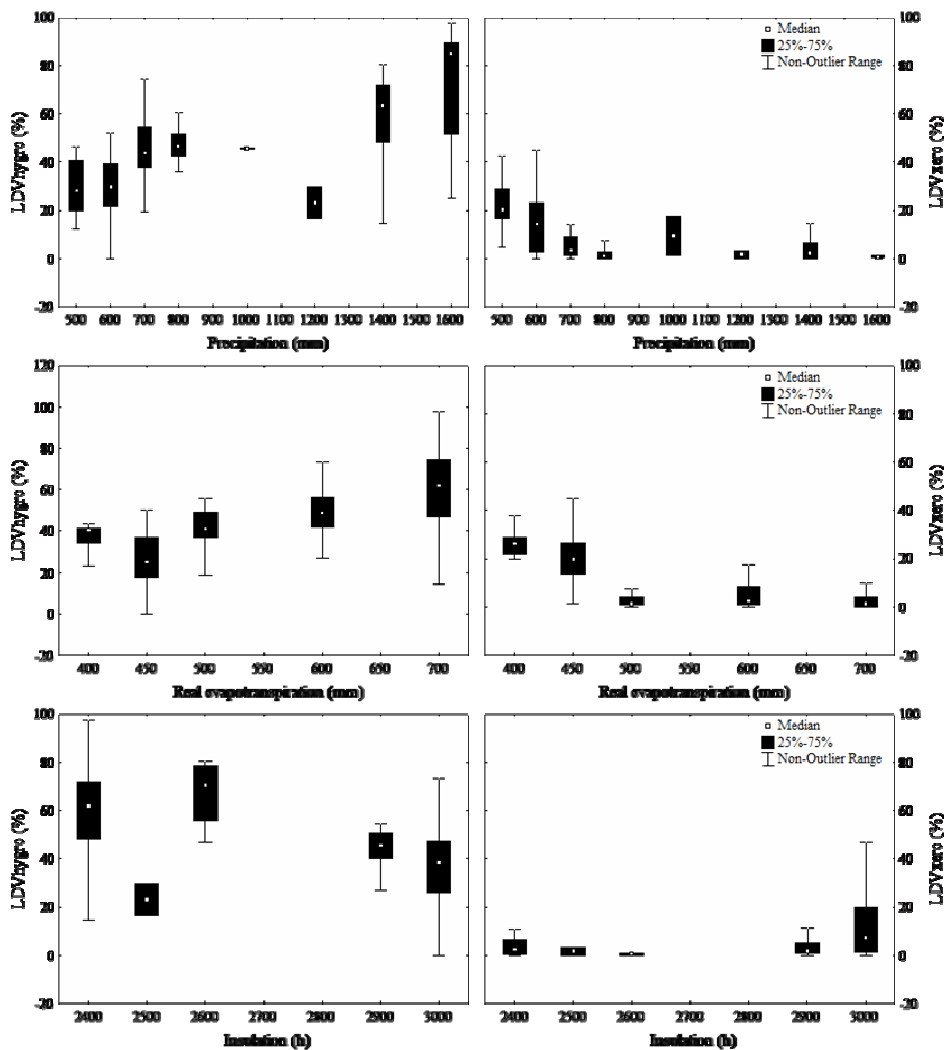 LDVhygro (%)
100
80
60
40
20
0
-20
500 600 700 800 900 1000 1200 1300 1400 1500 1600
Precipitation (mm)
Median
25%-75%
Non-Outlier Range
LDVxero (%)
100
80
60
40
20
0
-20
500 600 700 800 900 1000 1200 1300 1400 1500 1600
Precipitation (mm)
LDVhygro (%)
120
100
80
60
40
20
0
-20
400 450 500 550 600 650 700
Real evapotranspiration (mm)
Median
25%-75%
Non-Outlier Range
LDVxero (%)
100
80
60
40
20
0
-20
400 450 500 550 600 650 700
Real evapotranspiration (mm)
LDVhygro (%)
100
80
60
40
20
0
-20
2400 2500 2600 2700 2900 3000
Insulation (h)
Median
25%-75%
Non-Outlier Range
LDVxero (%)
100
80
60
40
20
0
-20
2400 2500 2600 2700 2900 3000
Insulation (h)